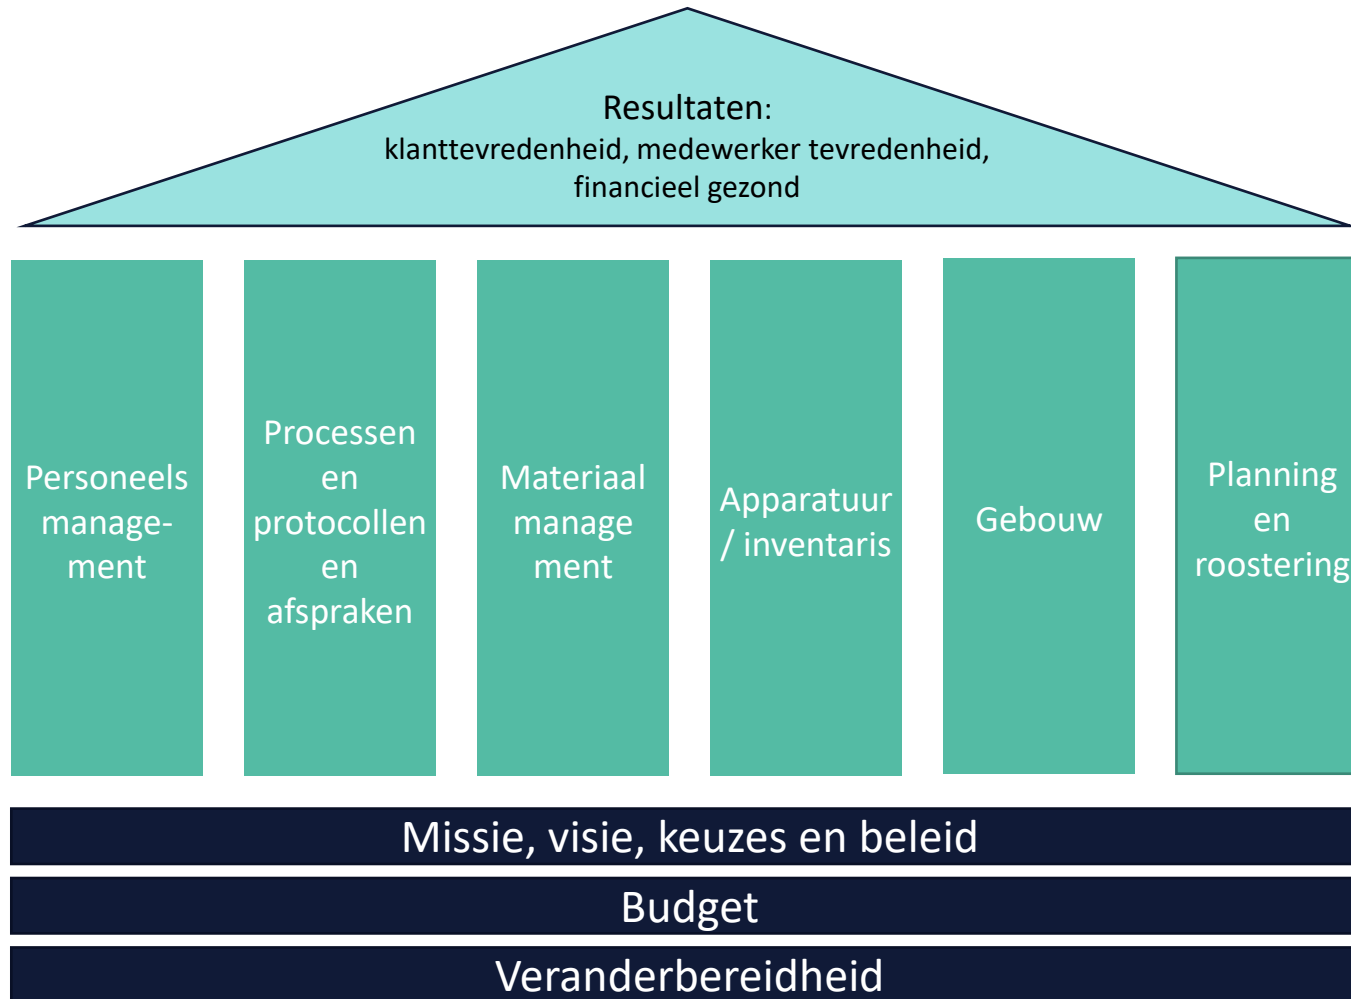 Resultaten:
klanttevredenheid, medewerker tevredenheid,
financieel gezond
Personeels
manage-
ment
Processen
en
protocollen
en
afspraken
Materiaal
manage
ment
Apparatuur
/ inventaris
Gebouw
Planning
en
roostering
Missie, visie, keuzes en beleid
Budget
Veranderbereidheid